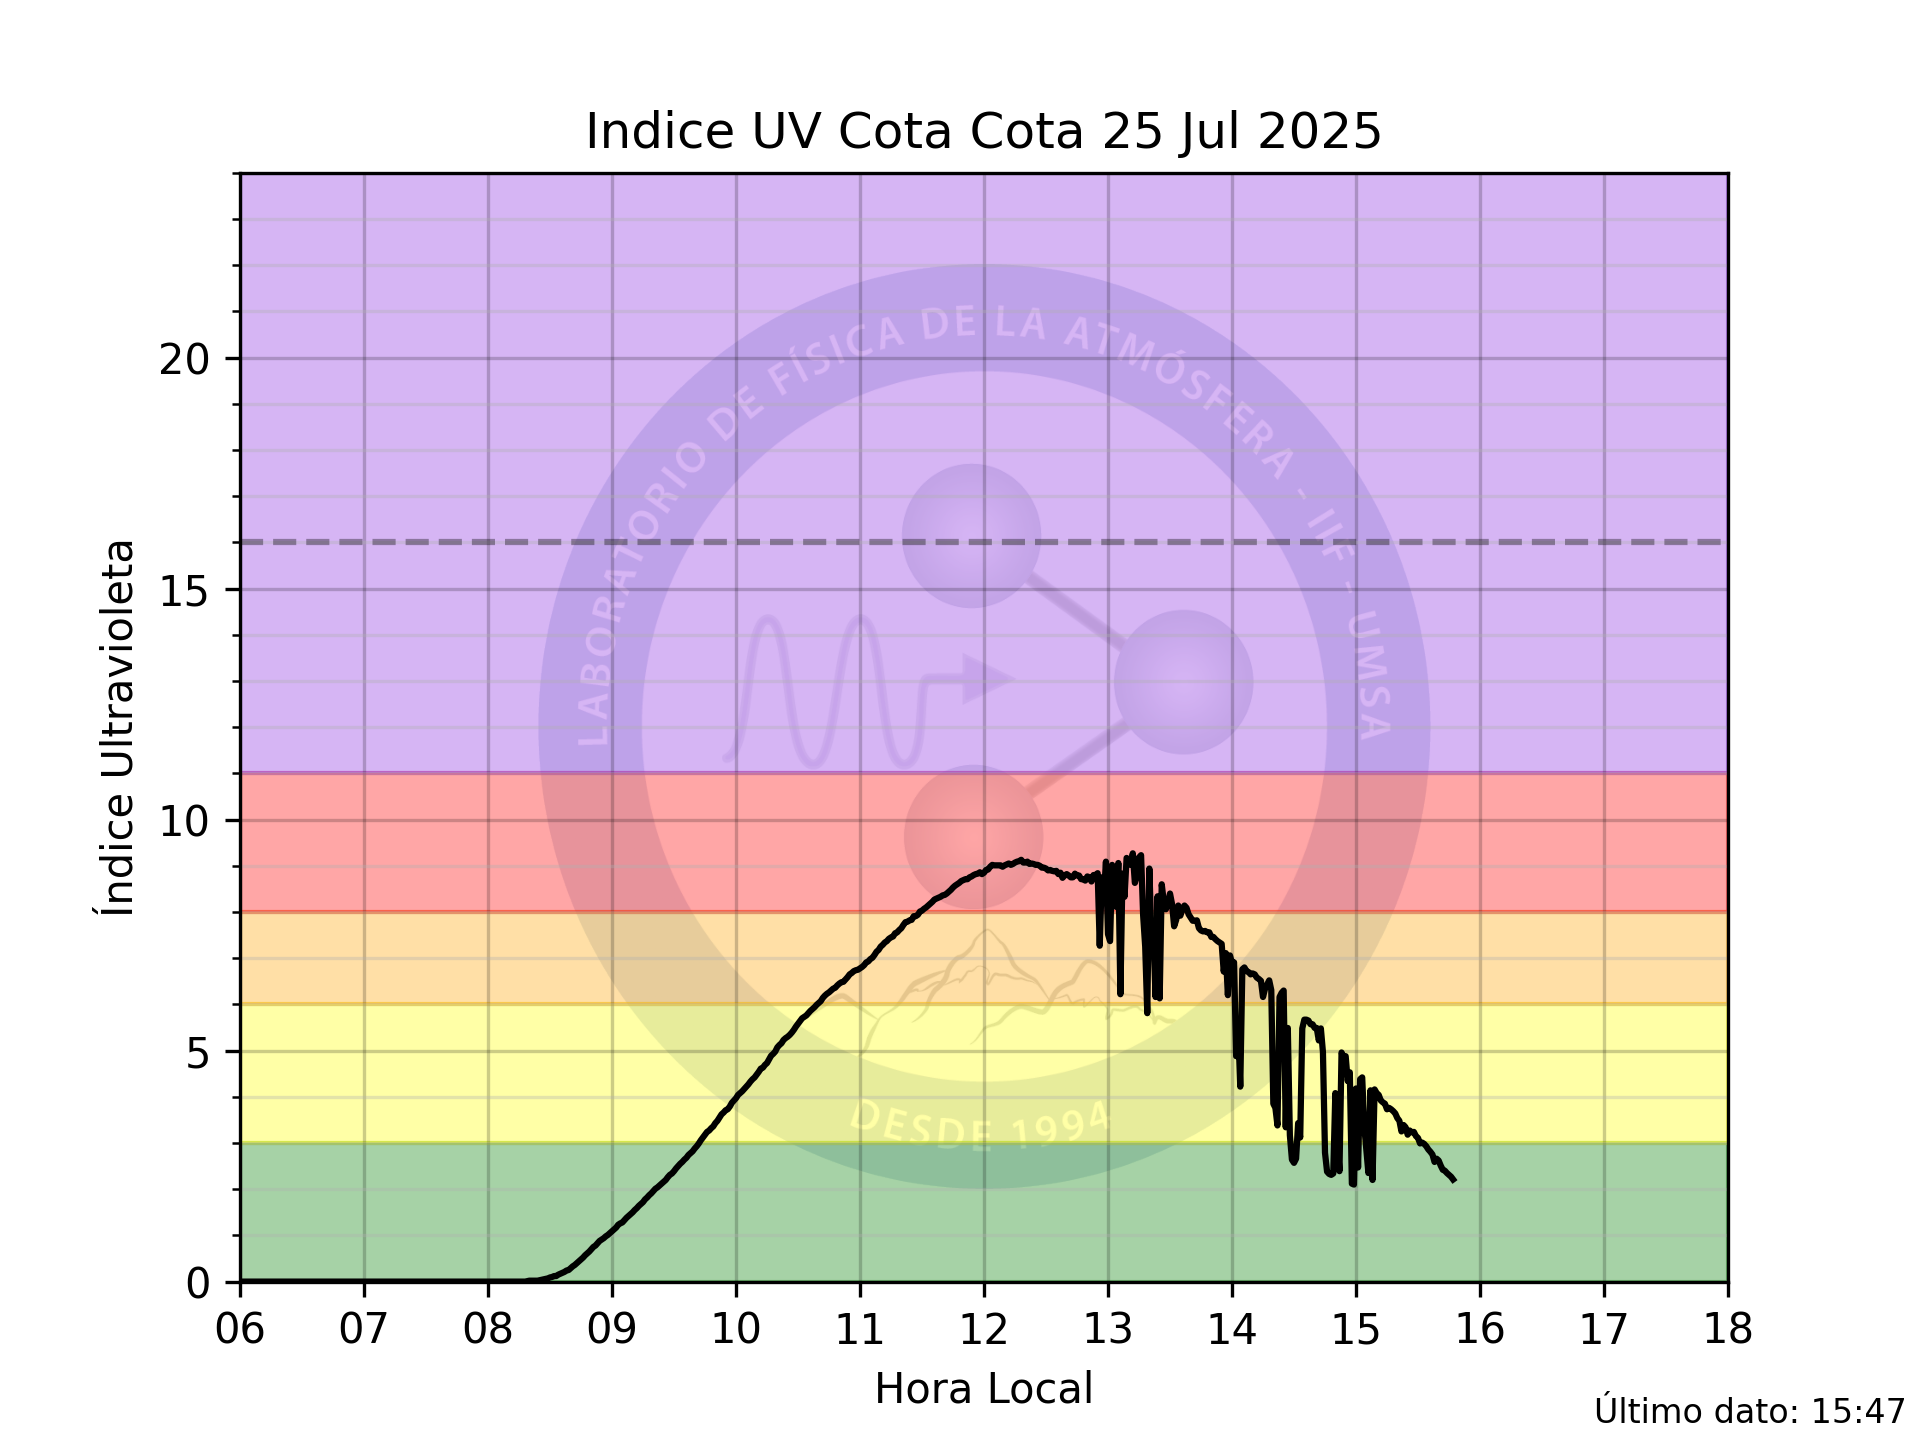 Indice UV Cota Cota 25 Jul 2025
Índice Ultravioleta
20
15
10
5
0
LABORATORIO DE FÍSICA DE LA ATMÓSFERA - IIF - UMSA
DESDE 1994
06 07 08 09 10 11 12 13 14 15 16 17 18
Hora Local
Último dato: 15:47